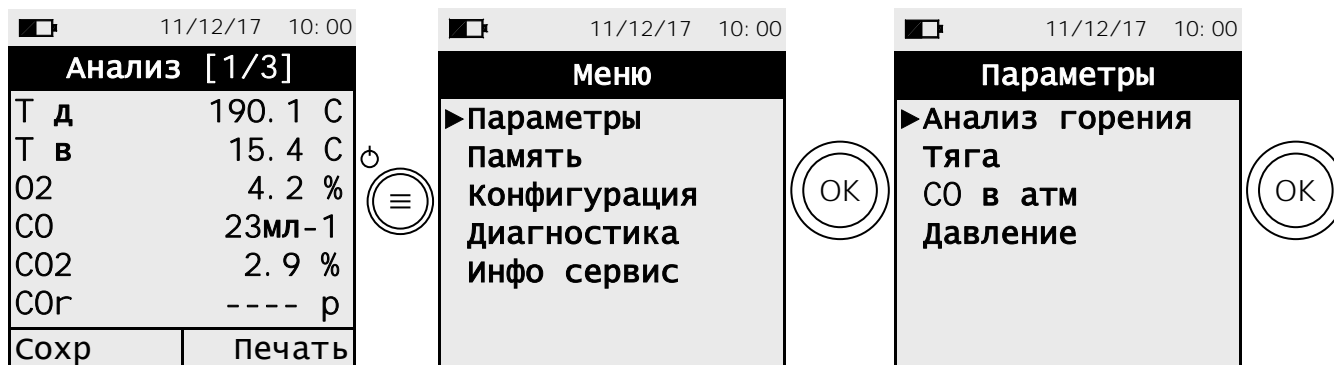 11/12/17 10:00
Анализ [1/3]
Т д 190.1 С
Т в 15.4 С
O2 4.2 %
CO 23мл-1
CO2 2.9 %
COг ---- р
Сохр Печать
11/12/17 10:00
Меню
▶Параметры
Память
Конфигурация
Диагностика
Инфо сервис
OK
11/12/17 10:00
Параметры
▶Анализ горения
Тяга
СО в атм
Давление
OK